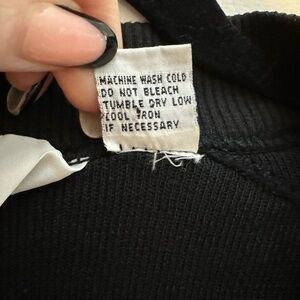 MACHINE WASH COLD
DO NOT BLEACH
TUMBLE DRY LOW
COOL IRON
IF NECESSARY